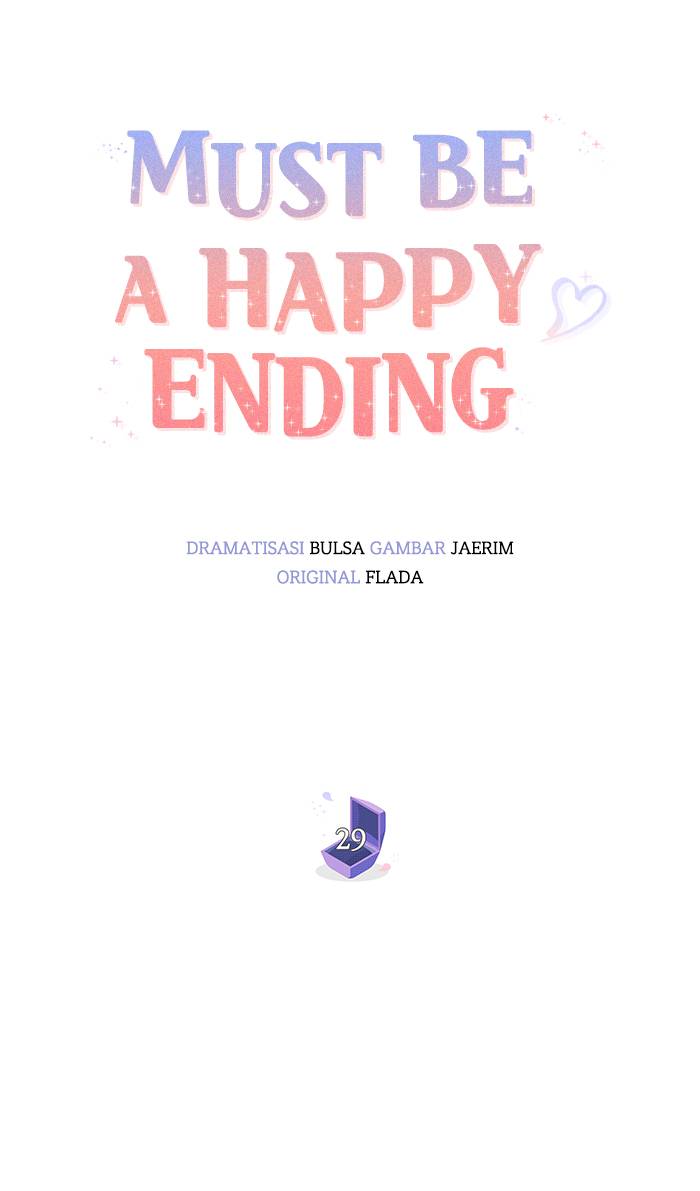 MUST BE
A HAPPY
ENDING
DRAMATISASI BULSA GAMBAR JAERIM
ORIGINAL FLADA
29